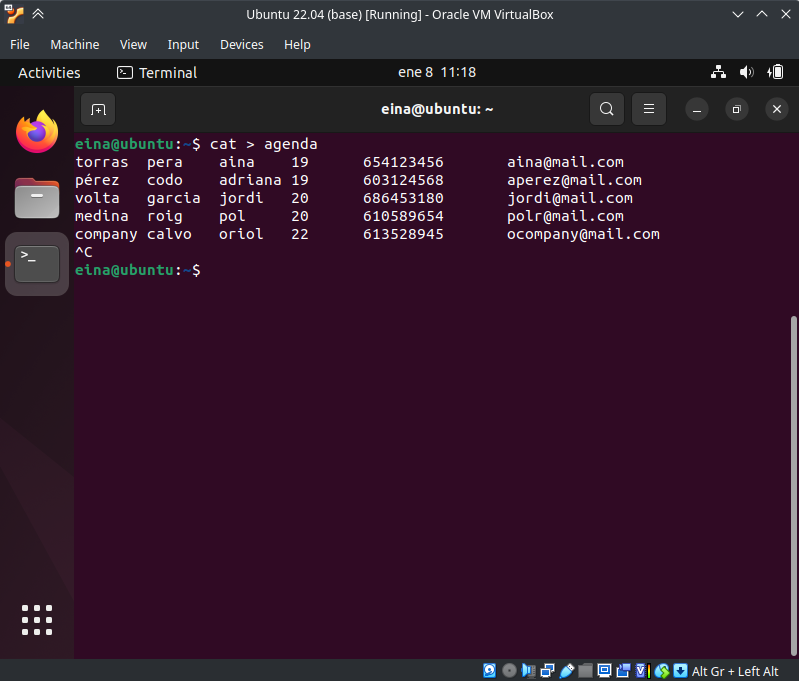 Ubuntu 22.04 (base) [Running] - Oracle VM VirtualBox
File Machine View Input Devices Help
Activities Terminal ene 8 11:18
eina@ubuntu: ~
eina@ubuntu:~$ cat > agenda
torras pera aina 19 654123456 aina@mail.com
pérez codo adriana 19 603124568 aperez@mail.com
volta garcia jordi 20 686453180 jordi@mail.com
medina roig pol 20 610589654 polr@mail.com
company calvo oriol 22 613528945 ocompany@mail.com
^C
eina@ubuntu:~$
Alt Gr + Left Alt